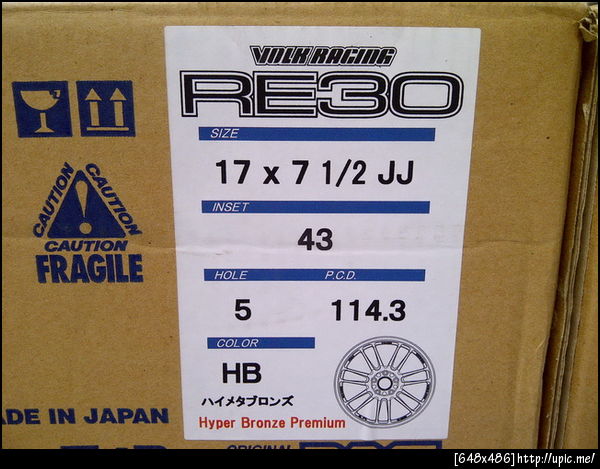 VOLK RACING
RE30
SIZE
17 x 7 1/2 JJ
INSET
43
HOLE P.C.D.
5 114.3
COLOR
HB
ハイメタブロンズ
Hyper Bronze Premium
CAUTION CAUTION
CAUTION
FRAGILE
ADE IN JAPAN
ORIGINAL
[648x486]http://upic.me/